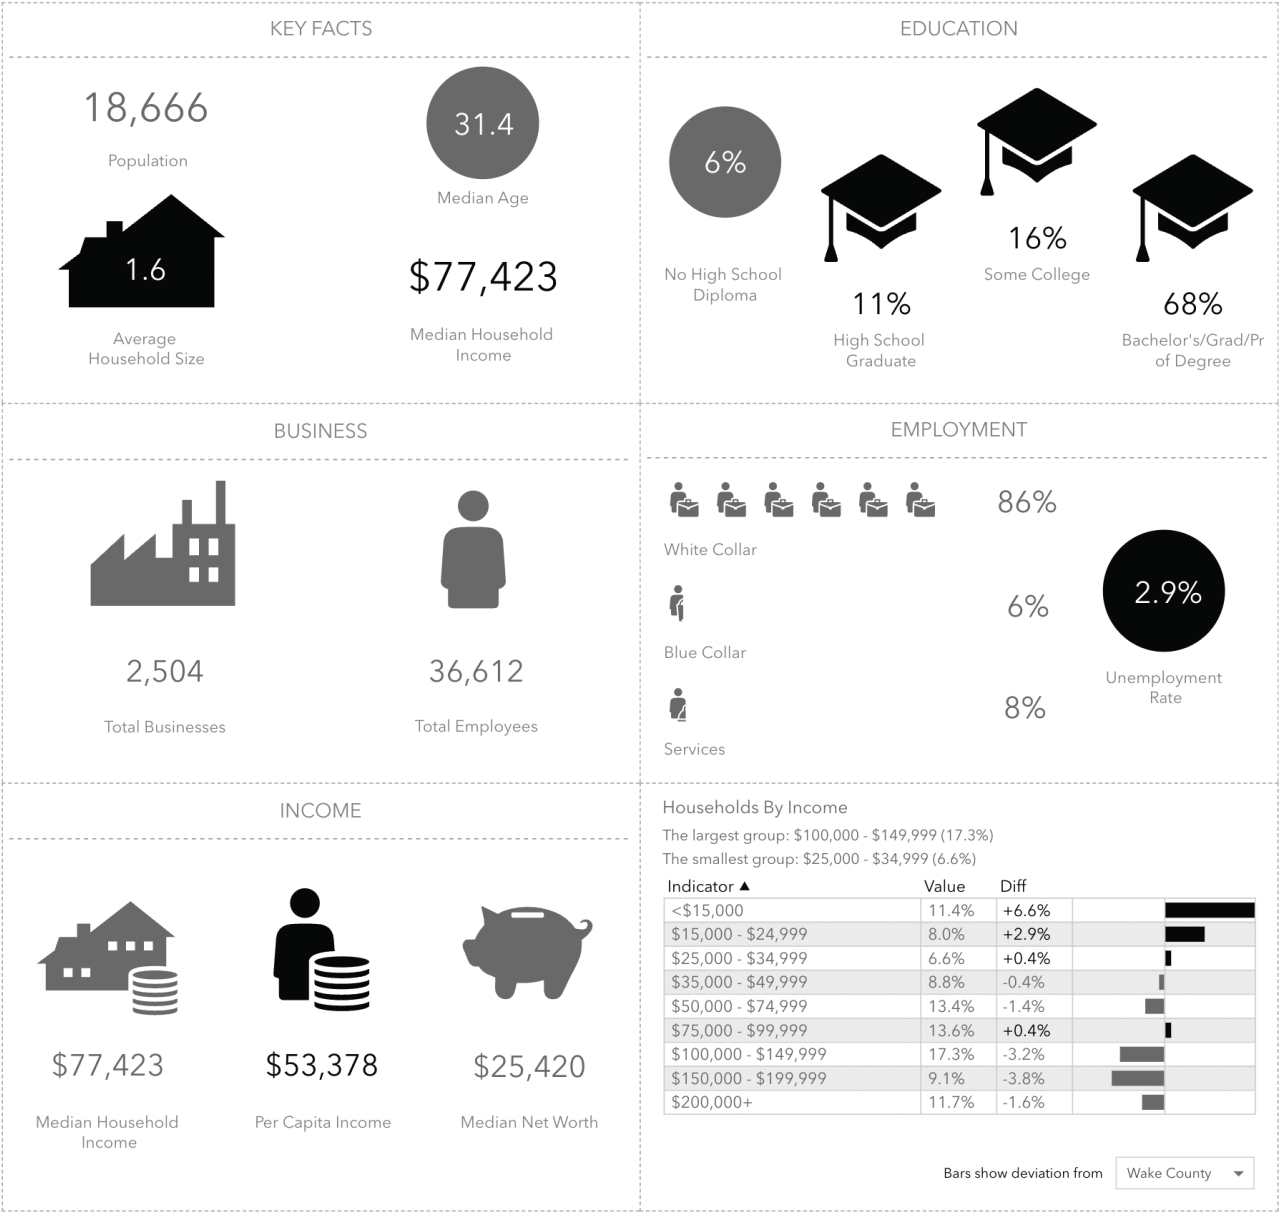 KEY FACTS
18,666
Population
31.4
Median Age
1.6
Average
Household Size
$77,423
Median Household
Income
EDUCATION
6%
No High School
Diploma
11%
High School
Graduate
16%
Some College
68%
Bachelor's/Grad/Pr
of Degree
BUSINESS
2,504
Total Businesses
36,612
Total Employees
EMPLOYMENT
86%
White Collar
6%
Blue Collar
8%
Services
2.9%
Unemployment
Rate
INCOME
$77,423
Median Household
Income
$53,378
Per Capita Income
$25,420
Median Net Worth
Households By Income
The largest group: $100,000 - $149,999 (17.3%)
The smallest group: $25,000 - $34,999 (6.6%)
Indicator ▲ Value Diff
<$15,000 11.4% +6.6%
$15,000 - $24,999 8.0% +2.9%
$25,000 - $34,999 6.6% +0.4%
$35,000 - $49,999 8.8% -0.4%
$50,000 - $74,999 13.4% -1.4%
$75,000 - $99,999 13.6% +0.4%
$100,000 - $149,999 17.3% -3.2%
$150,000 - $199,999 9.1% -3.8%
$200,000+ 11.7% -1.6%
Bars show deviation from Wake County